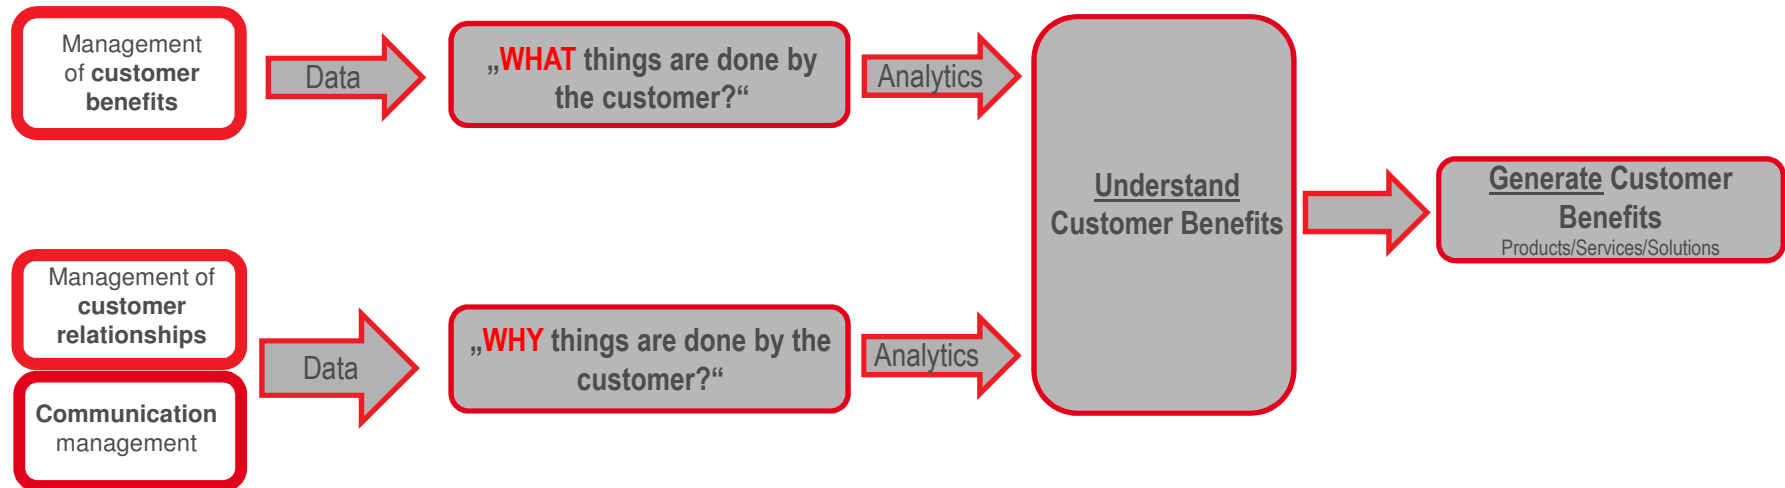 Management
of customer
benefits
Data
„WHAT things are done by
the customer?“
Analytics
Understand
Customer Benefits
Generate Customer
Benefits
Products/Services/Solutions
Management of
customer
relationships
Communication
management
Data
„WHY things are done by the
customer?“
Analytics